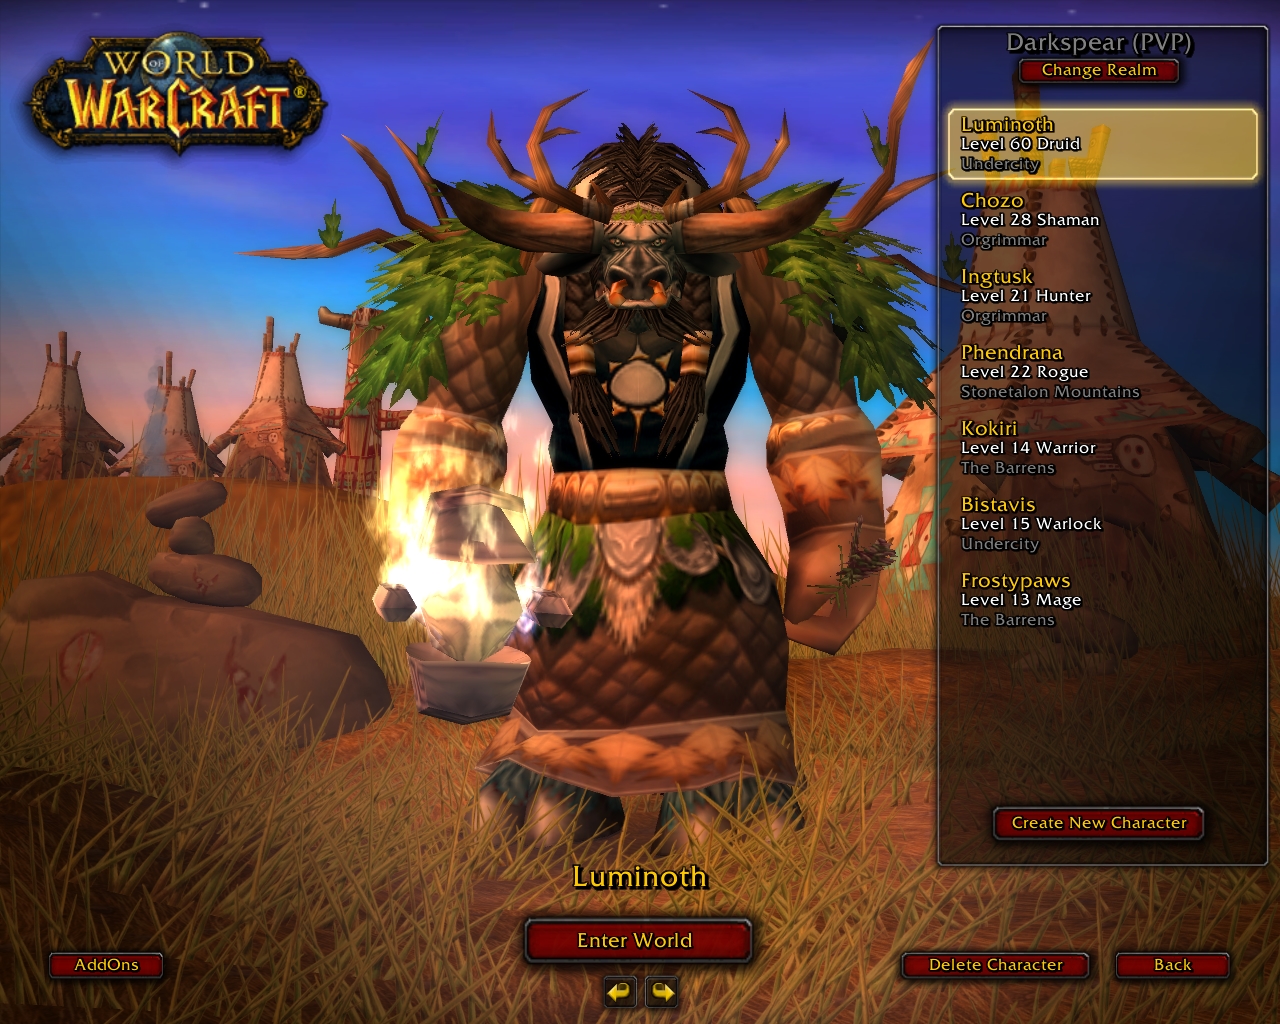 WORLD
OF
WARCRAFT®
Darkspear (PVP)
Change Realm
Luminoth
Level 60 Druid
Undercity
Chozo
Level 28 Shaman
Orgrimmar
Ingtusk
Level 21 Hunter
Orgrimmar
Phendrana
Level 22 Rogue
Stonetalon Mountains
Kokiri
Level 14 Warrior
The Barrens
Bistavis
Level 15 Warlock
Undercity
Frostypaws
Level 13 Mage
The Barrens
Create New Character
Luminoth
Enter World
AddOns
Delete Character
Back